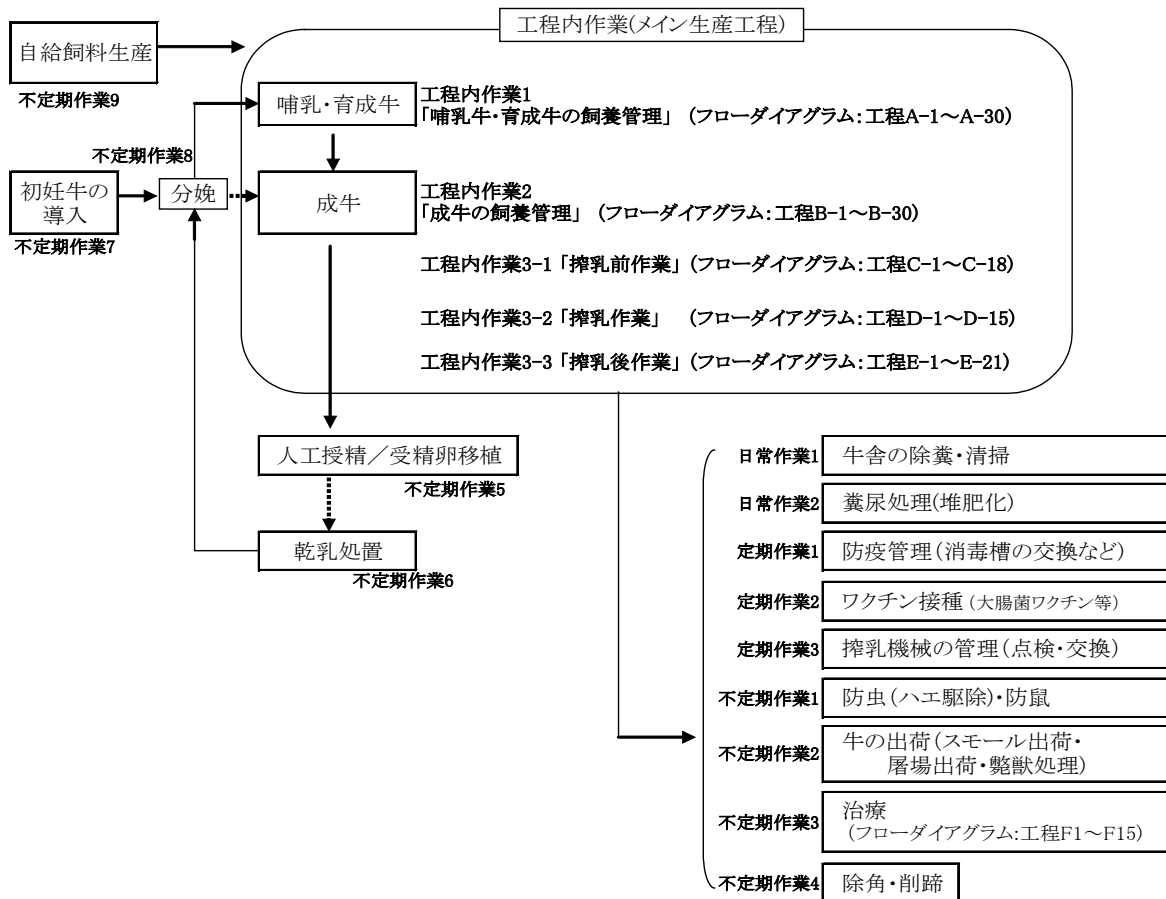 工程内作業(メイン生産工程)
自給飼料生産
不定期作業9
哺乳・育成牛
工程内作業1
「哺乳牛・育成牛の飼養管理」 (フローダイアグラム:工程A-1~A-30)
不定期作業8
初妊牛の
導入
不定期作業7
分娩
成牛
工程内作業2
「成牛の飼養管理」 (フローダイアグラム:工程B-1~B-30)
工程内作業3-1 「搾乳前作業」 (フローダイアグラム:工程C-1~C-18)
工程内作業3-2 「搾乳作業」 (フローダイアグラム:工程D-1~D-15)
工程内作業3-3 「搾乳後作業」 (フローダイアグラム:工程E-1~E-21)
人工授精/受精卵移植
不定期作業5
乾乳処置
不定期作業6
日常作業1 牛舎の除糞・清掃
日常作業2 糞尿処理(堆肥化)
定期作業1 防疫管理(消毒槽の交換など)
定期作業2 ワクチン接種 (大腸菌ワクチン等)
定期作業3 搾乳機械の管理(点検・交換)
不定期作業1 防虫(ハエ駆除)・防鼠
不定期作業2 牛の出荷(スモール出荷・
屠場出荷・斃獣処理)
不定期作業3 治療
(フローダイアグラム:工程F1~F15)
不定期作業4 除角・削蹄